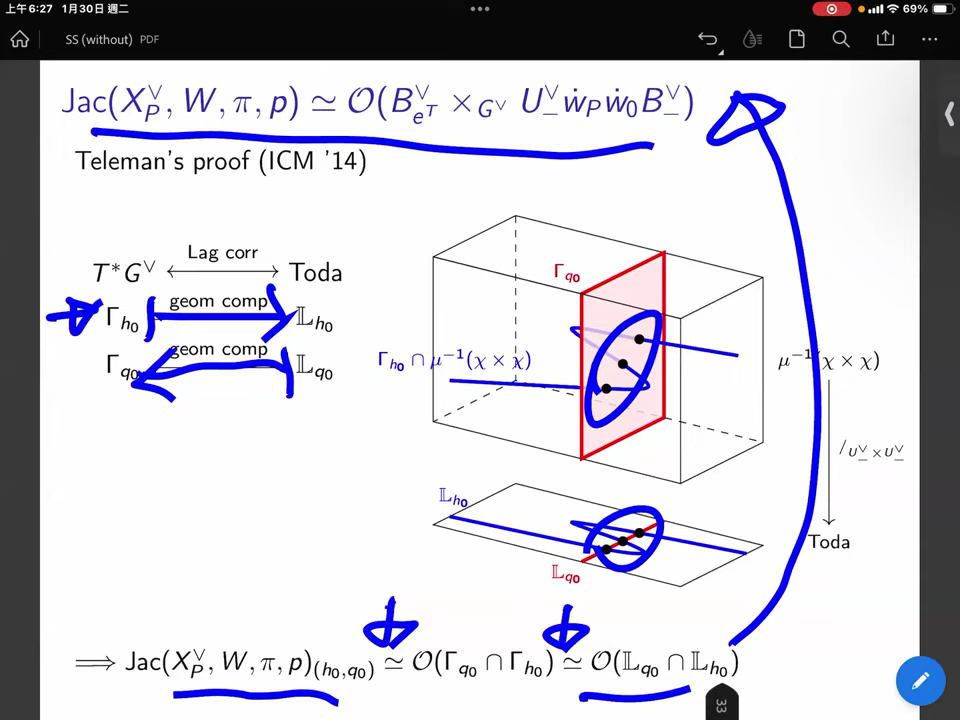 上午6:27 1月30日 週二
69%
SS (without) PDF
Jac(X_P^∨, W, π, p) ≃ O(B_{e^T}^∨ ×_{G^∨} U_-^∨ẇ_Pẇ_0B_-^∨)
Teleman's proof (ICM '14)
Lag corr
T*G^∨ ⟷ Toda
geom comp
Γ_{h_0} 𝕃_{h_0}
geom comp
Γ_{q_0} 𝕃_{q_0}
Γ_{q_0}
Γ_{h_0} ∩ μ^{-1}(χ × χ)
μ^{-1}(χ × χ)
/U_-^∨×U_-^∨
𝕃_{h_0}
Toda
𝕃_{q_0}
⟹ Jac(X_P^∨, W, π, p)_{(h_0,q_0)} ≃ O(Γ_{q_0} ∩ Γ_{h_0}) ≃ O(𝕃_{q_0} ∩ 𝕃_{h_0})
33